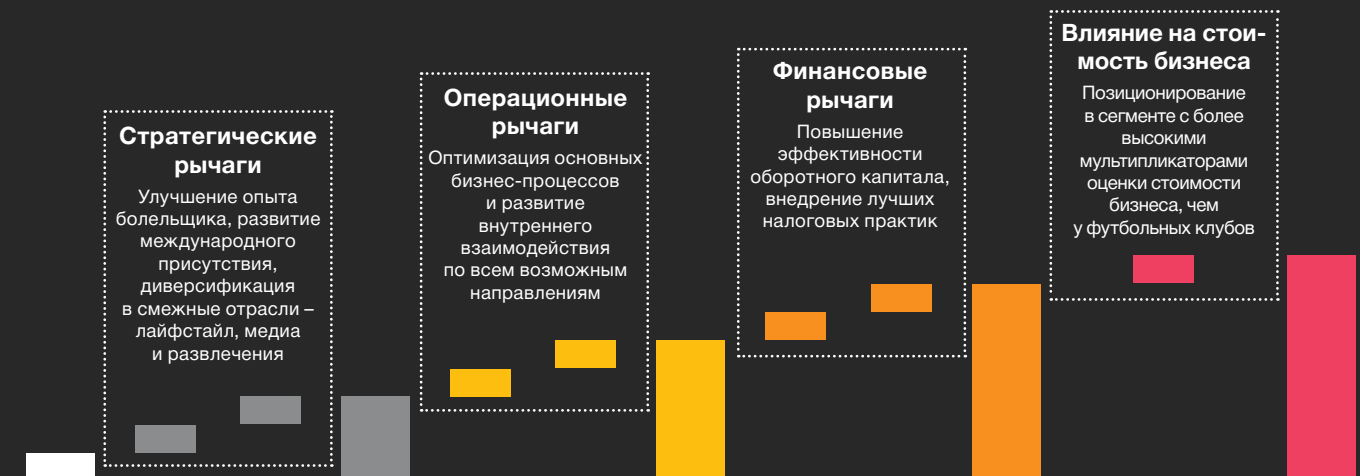 Стратегические
рычаги
Улучшение опыта
болельщика, развитие
международного
присутствия,
диверсификация
в смежные отрасли –
лайфстайл, медиа
и развлечения
Операционные
рычаги
Оптимизация основных
бизнес-процессов
и развитие
внутреннего
взаимодействия
по всем возможным
направлениям
Финансовые
рычаги
Повышение
эффективности
оборотного капитала,
внедрение лучших
налоговых практик
Влияние на стои-
мость бизнеса
Позиционирование
в сегменте с более
высокими
мультипликаторами
оценки стоимости
бизнеса, чем
у футбольных клубов